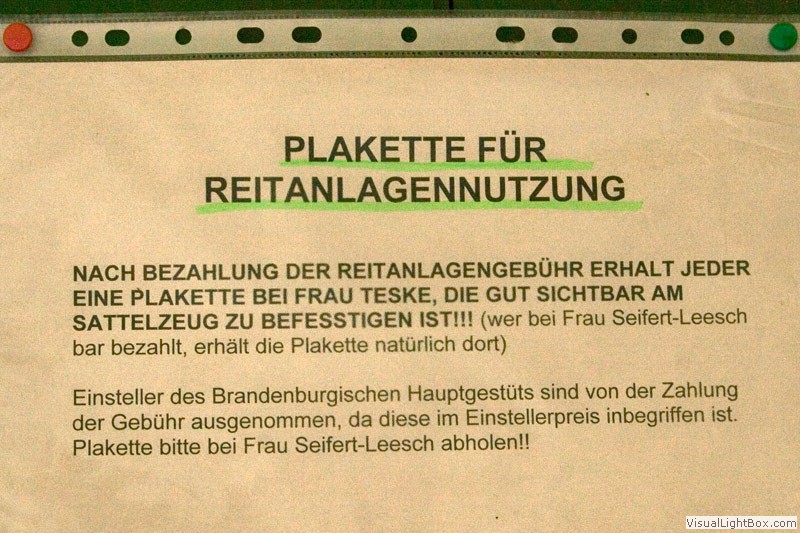 PLAKETTE FÜR
REITANLAGENNUTZUNG
NACH BEZAHLUNG DER REITANLAGENGEBÜHR ERHALT JEDER
EINE PLAKETTE BEI FRAU TESKE, DIE GUT SICHTBAR AM
SATTELZEUG ZU BEFESSTIGEN IST!!! (wer bei Frau Seifert-Leesch
bar bezahlt, erhält die Plakette natürlich dort)
Einsteller des Brandenburgischen Hauptgestüts sind von der Zahlung
der Gebühr ausgenommen, da diese im Einstellerpreis inbegriffen ist.
Plakette bitte bei Frau Seifert-Leesch abholen!!
VisualLightBox.com